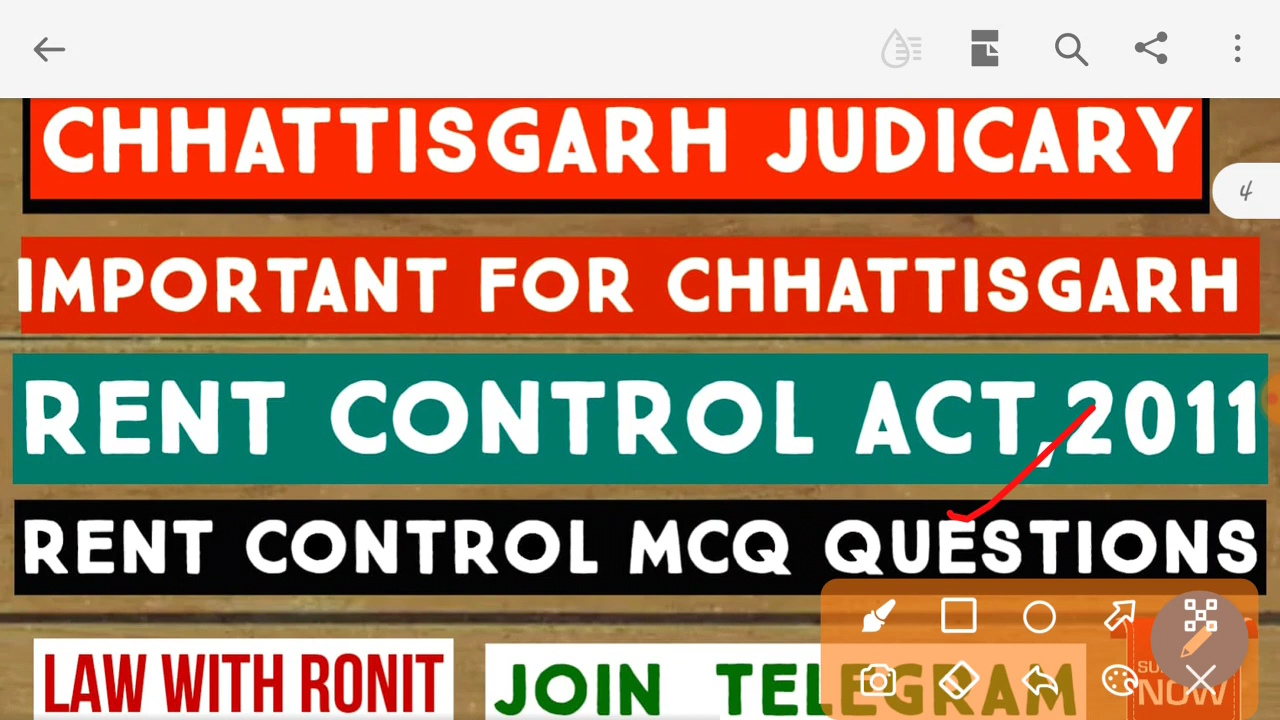 CHHATTISGARH JUDICARY
4
IMPORTANT FOR CHHATTISGARH
RENT CONTROL ACT,2011
RENT CONTROL MCQ QUESTIONS
LAW WITH RONIT
JOIN TELEGRAM
NOW